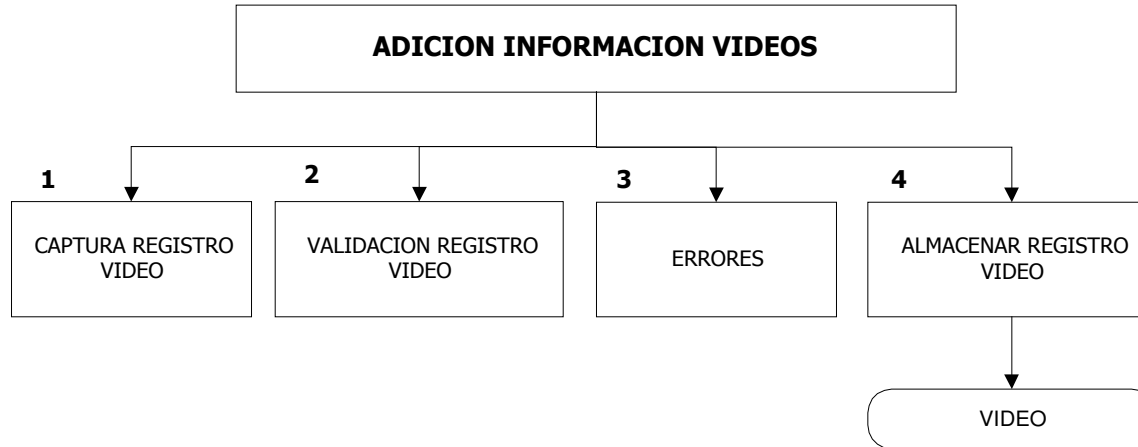 ADICION INFORMACION VIDEOS
1
2
3
4
CAPTURA REGISTRO
VIDEO
VALIDACION REGISTRO
VIDEO
ERRORES
ALMACENAR REGISTRO
VIDEO
VIDEO